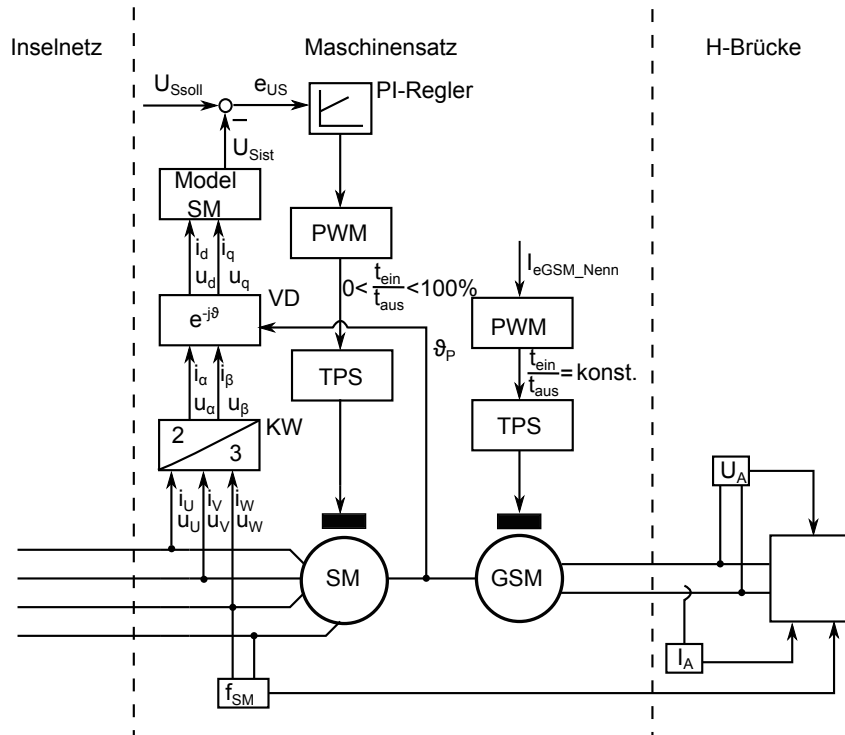 Inselnetz
Maschinensatz
H-Brücke
U_Ssoll
e_US
PI-Regler
U_Sist
Model
SM
PWM
i_d i_q
u_d u_q
0< t_ein/t_aus <100%
I_eGSM_Nenn
VD
e^-jϑ
PWM
ϑ_P
i_α i_β
u_α u_β
TPS
t_ein/t_aus = konst.
KW
2
3
TPS
i_U i_V i_W
u_U u_V u_W
U_A
SM
GSM
I_A
f_SM